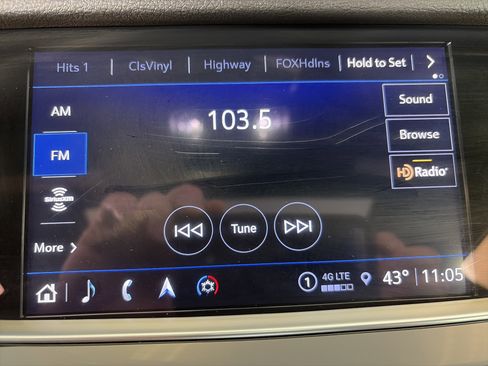 Hits 1 ClsVinyl Highway FOXHdlns Hold to Set >
AM
103.5
Sound
FM
Browse
SiriusXM
HD Radio
More >
Tune
1 4G LTE 43° 11:05